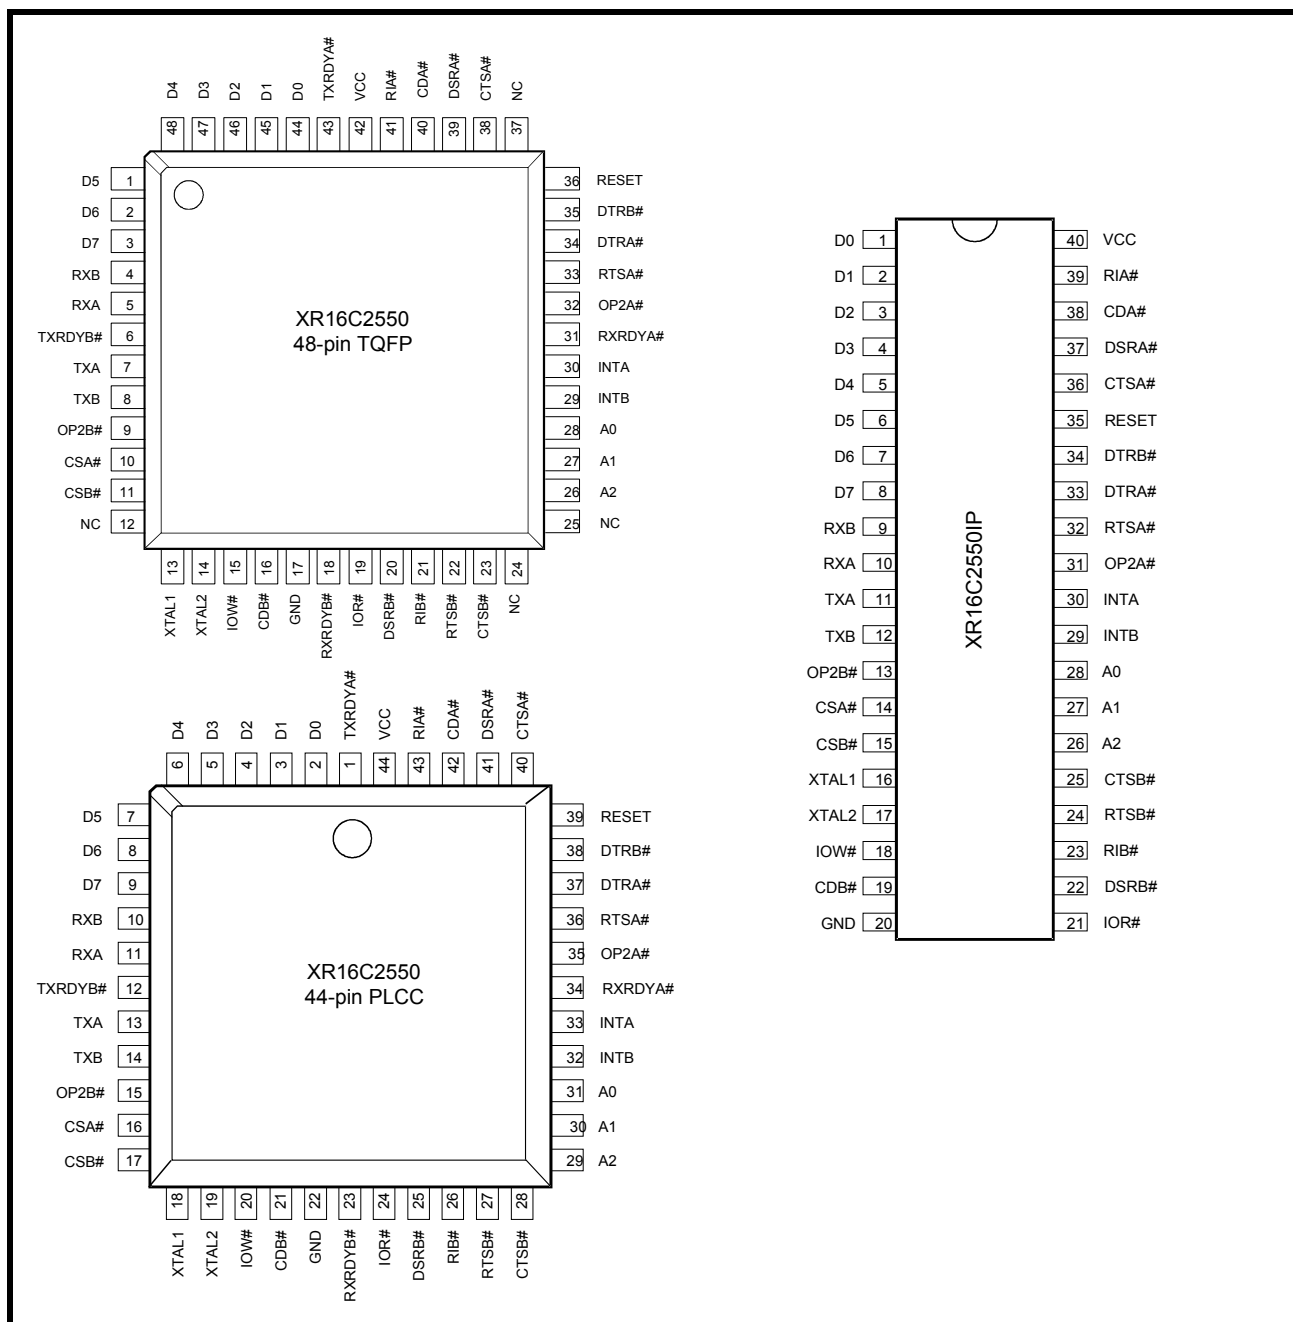 D4 D3 D2 D1 D0 TXRDYA# VCC RIA# CDA# DSRA# CTSA# NC
48 47 46 45 44 43 42 41 40 39 38 37
D5 1
D6 2
D7 3
RXB 4
RXA 5
TXRDYB# 6
TXA 7
TXB 8
OP2B# 9
CSA# 10
CSB# 11
NC 12
XR16C2550
48-pin TQFP
36 RESET
35 DTRB#
34 DTRA#
33 RTSA#
32 OP2A#
31 RXRDYA#
30 INTA
29 INTB
28 A0
27 A1
26 A2
25 NC
13 14 15 16 17 18 19 20 21 22 23 24
XTAL1 XTAL2 IOW# CDB# GND RXRDYB# IOR# DSRB# RIB# RTSB# CTSB# NC
D4 D3 D2 D1 D0 TXRDYA# VCC RIA# CDA# DSRA# CTSA#
6 5 4 3 2 1 44 43 42 41 40
D5 7
D6 8
D7 9
RXB 10
RXA 11
TXRDYB# 12
TXA 13
TXB 14
OP2B# 15
CSA# 16
CSB# 17
XR16C2550
44-pin PLCC
39 RESET
38 DTRB#
37 DTRA#
36 RTSA#
35 OP2A#
34 RXRDYA#
33 INTA
32 INTB
31 A0
30 A1
29 A2
18 19 20 21 22 23 24 25 26 27 28
XTAL1 XTAL2 IOW# CDB# GND RXRDYB# IOR# DSRB# RIB# RTSB# CTSB#
D0 1
D1 2
D2 3
D3 4
D4 5
D5 6
D6 7
D7 8
RXB 9
RXA 10
TXA 11
TXB 12
OP2B# 13
CSA# 14
CSB# 15
XTAL1 16
XTAL2 17
IOW# 18
CDB# 19
GND 20
XR16C2550IP
40 VCC
39 RIA#
38 CDA#
37 DSRA#
36 CTSA#
35 RESET
34 DTRB#
33 DTRA#
32 RTSA#
31 OP2A#
30 INTA
29 INTB
28 A0
27 A1
26 A2
25 CTSB#
24 RTSB#
23 RIB#
22 DSRB#
21 IOR#